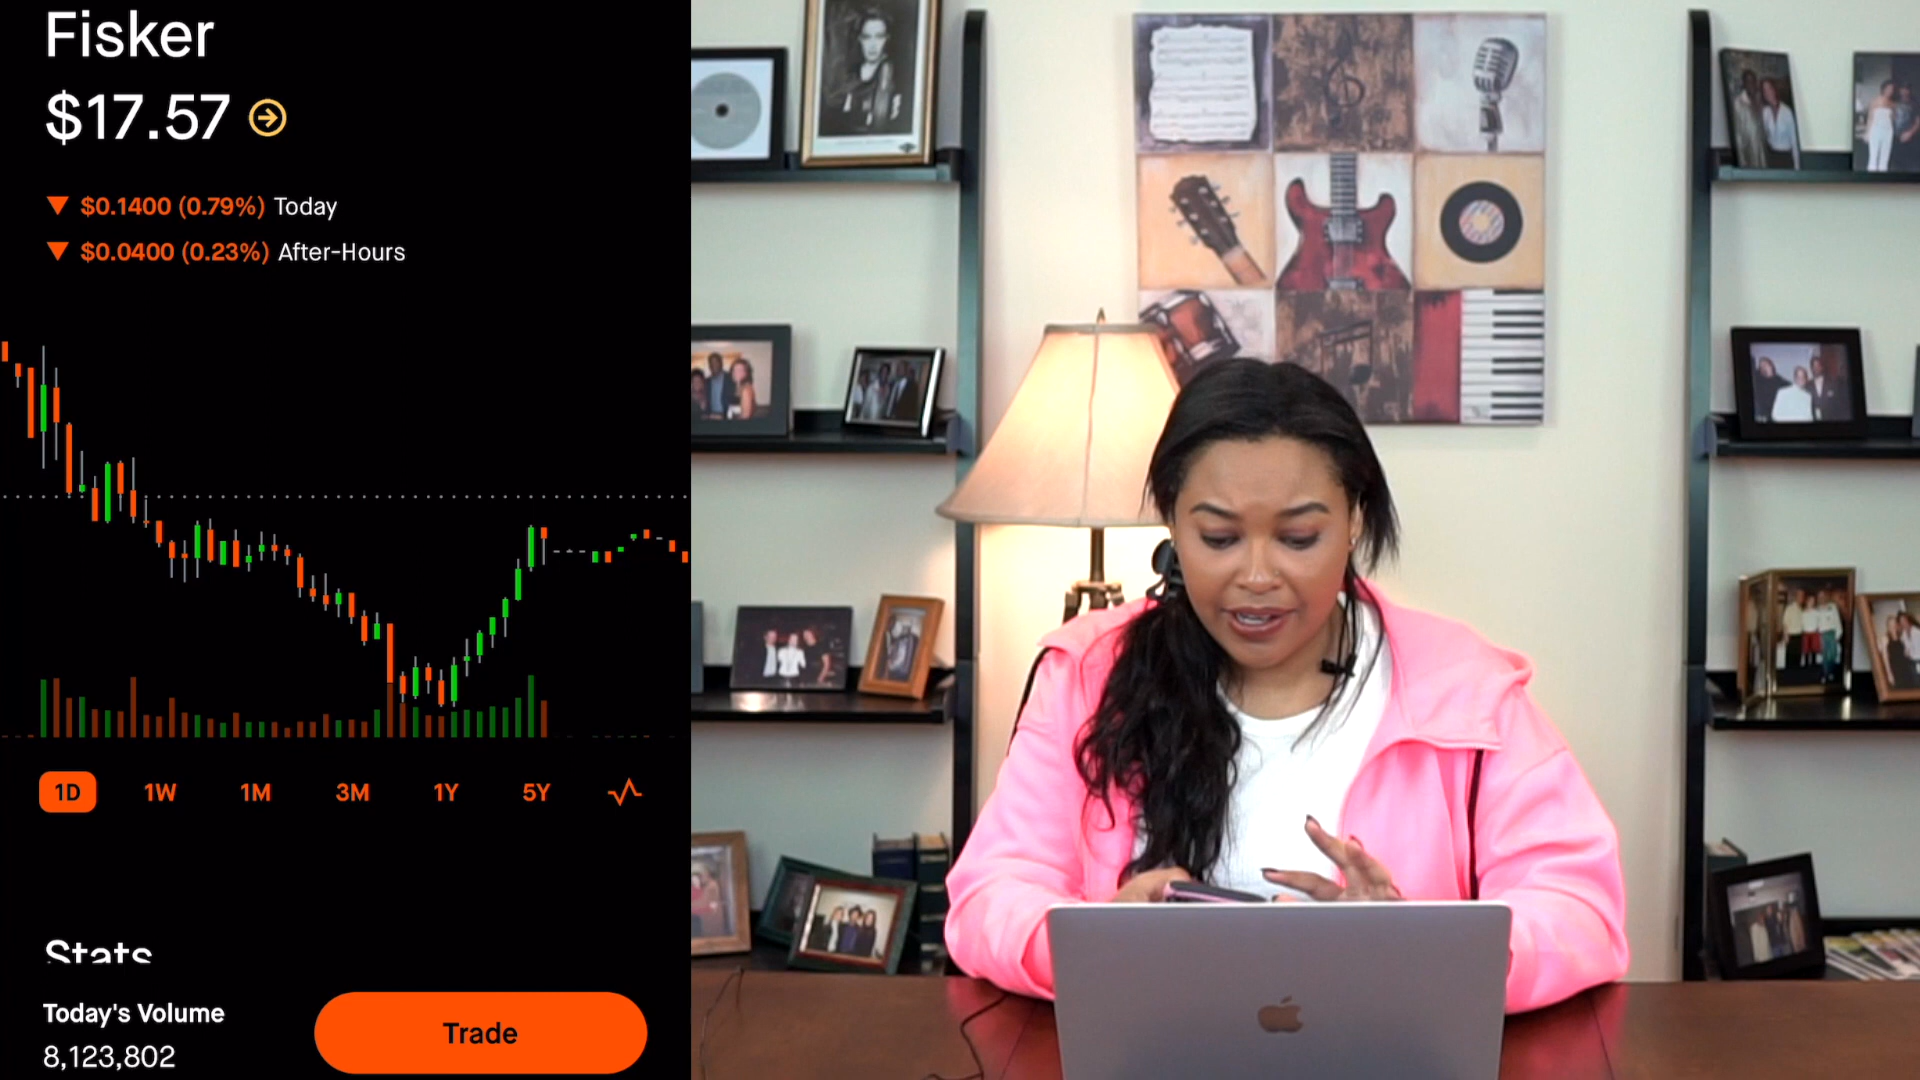 Fisker
$17.57
$0.1400 (0.79%) Today
$0.0400 (0.23%) After-Hours
1D 1W 1M 3M 1Y 5Y
Stats
Today's Volume
8,123,802
Trade